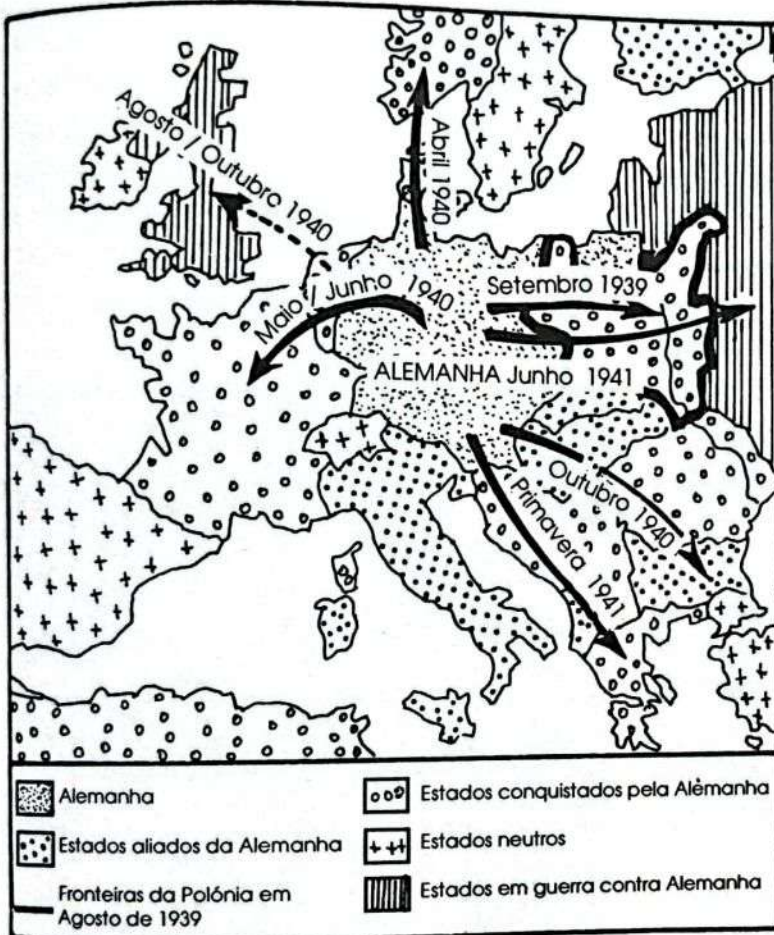 Agosto / Outubro 1940
Abril 1940
Setembro 1939
Maio / Junho 1940
ALEMANHA Junho 1941
Outubro 1940
Primavera 1941
Alemanha
Estados aliados da Alemanha
Fronteiras da Polónia em
Agosto de 1939
Estados conquistados pela Alemanha
Estados neutros
Estados em guerra contra Alemanha